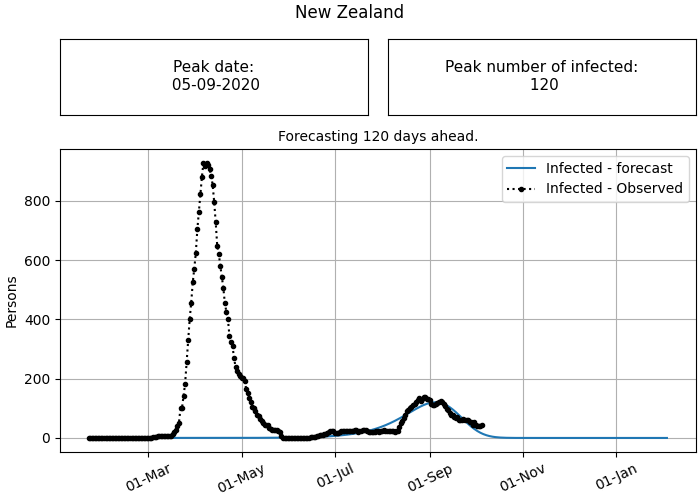 New Zealand
Peak date:
05-09-2020
Peak number of infected:
120
Forecasting 120 days ahead.
Infected - forecast
Infected - Observed
Persons
800
600
400
200
0
01-Mar
01-May
01-Jul
01-Sep
01-Nov
01-Jan